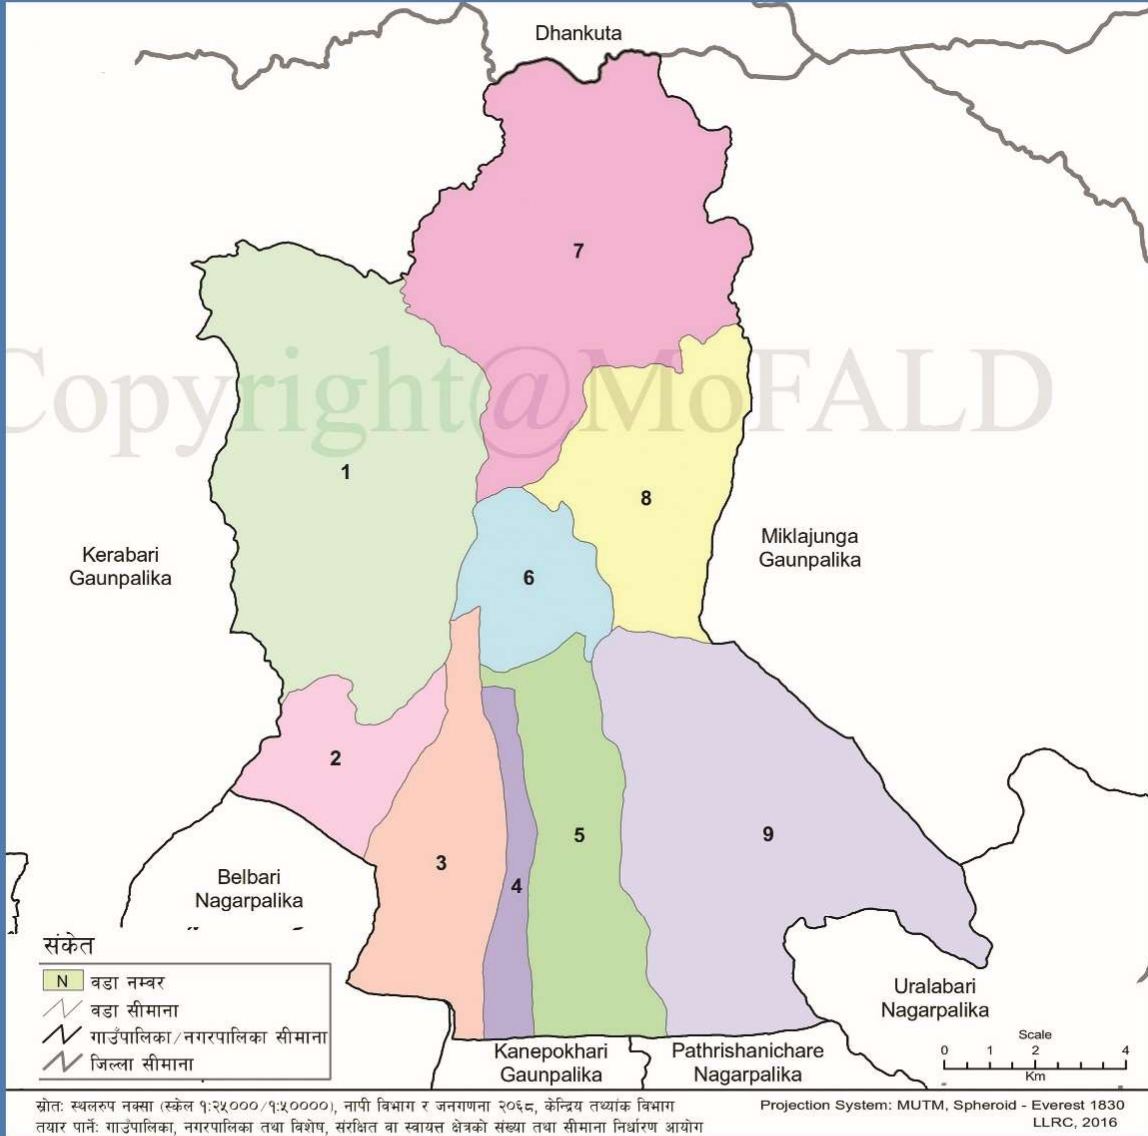 Dhankuta
7
Copyright@MoFALD
1
8
Kerabari
Gaunpalika
Miklajunga
Gaunpalika
6
2
3
4
5
9
Belbari
Nagarpalika
Uralabari
Nagarpalika
Kanepokhari
Gaunpalika
Pathrishanichare
Nagarpalika
संकेत
N वडा नम्बर
वडा सीमाना
गाउँपालिका/नगरपालिका सीमाना
जिल्ला सीमाना
Scale
0 1 2 4
Km
स्रोत: स्थलरुप नक्सा (स्केल १:२५०००/१:५००००), नापी विभाग र जनगणना २०६८, केन्द्रिय तथ्यांक विभाग
तयार पार्ने: गाउँपालिका, नगरपालिका तथा विशेष, संरक्षित वा स्वायत्त क्षेत्रको संख्या तथा सीमाना निर्धारण आयोग
Projection System: MUTM, Spheroid - Everest 1830
LLRC, 2016